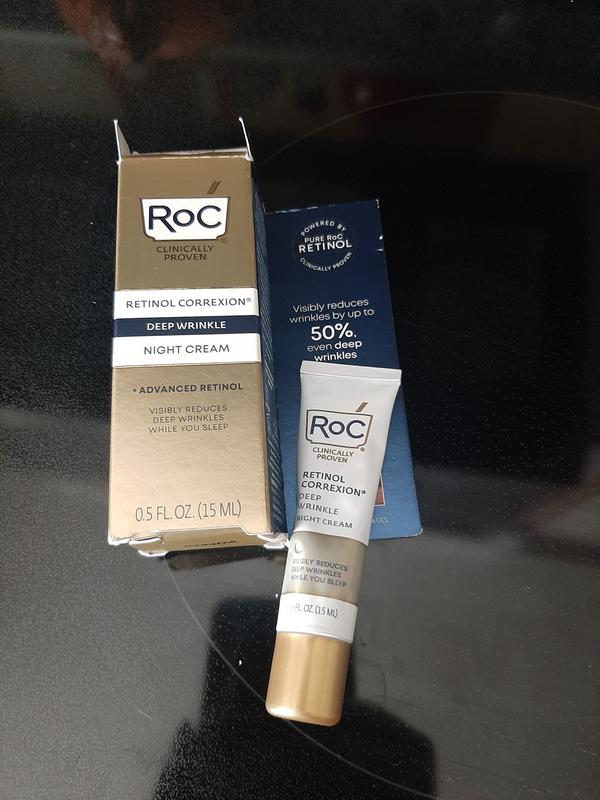 RoC®
CLINICALLY
PROVEN
RETINOL CORREXION®
DEEP WRINKLE
NIGHT CREAM
+ADVANCED RETINOL
VISIBLY REDUCES
DEEP WRINKLES
WHILE YOU SLEEP
0.5 FL. OZ. (15 ML)
POWERED BY
PURE RoC
RETINOL
CLINICALLY PROVEN
Visibly reduces
wrinkles by up to
50%,
even deep
wrinkles
RoC®
CLINICALLY
PROVEN
RETINOL
CORREXION®
DEEP
WRINKLE
NIGHT CREAM
VISIBLY REDUCES
DEEP WRINKLES
WHILE YOU SLEEP
FL. OZ. (15 ML)